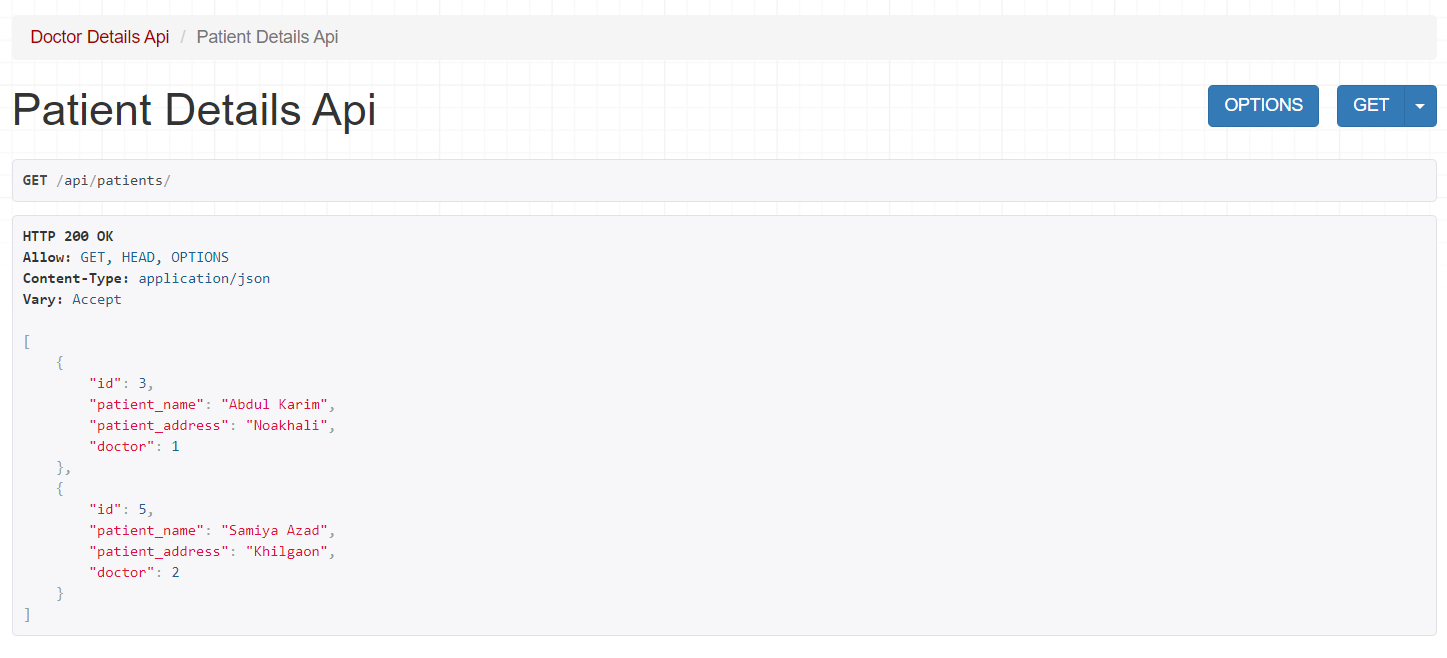 Doctor Details Api / Patient Details Api
Patient Details Api
OPTIONS
GET
GET /api/patients/
HTTP 200 OK
Allow: GET, HEAD, OPTIONS
Content-Type: application/json
Vary: Accept
[
    {
        "id": 3,
        "patient_name": "Abdul Karim",
        "patient_address": "Noakhali",
        "doctor": 1
    },
    {
        "id": 5,
        "patient_name": "Samiya Azad",
        "patient_address": "Khilgaon",
        "doctor": 2
    }
]